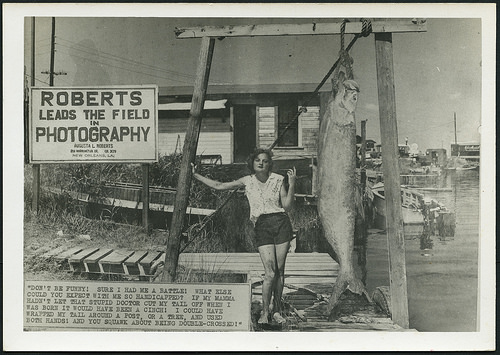 ROBERTS
LEADS THE FIELD
IN
PHOTOGRAPHY
AUGUSTA L. ROBERTS
NEW ORLEANS, LA.
"DON'T BE FUNNY! SURE I HAD ME A BATTLE! WHAT ELSE
COULD YOU EXPECT WITH ME SO HANDICAPPED? IF MY MAMMA
HADN'T LET THAT STUPID DOCTOR CUT MY TAIL OFF WHEN I
WAS BORN IT WOULD HAVE BEEN A CINCH! I COULD HAVE
WRAPPED MY TAIL AROUND A POST, OR A TREE, AND USED
BOTH HANDS! AND YOU SQUAWK ABOUT BEING DOUBLE-CROSSED!"